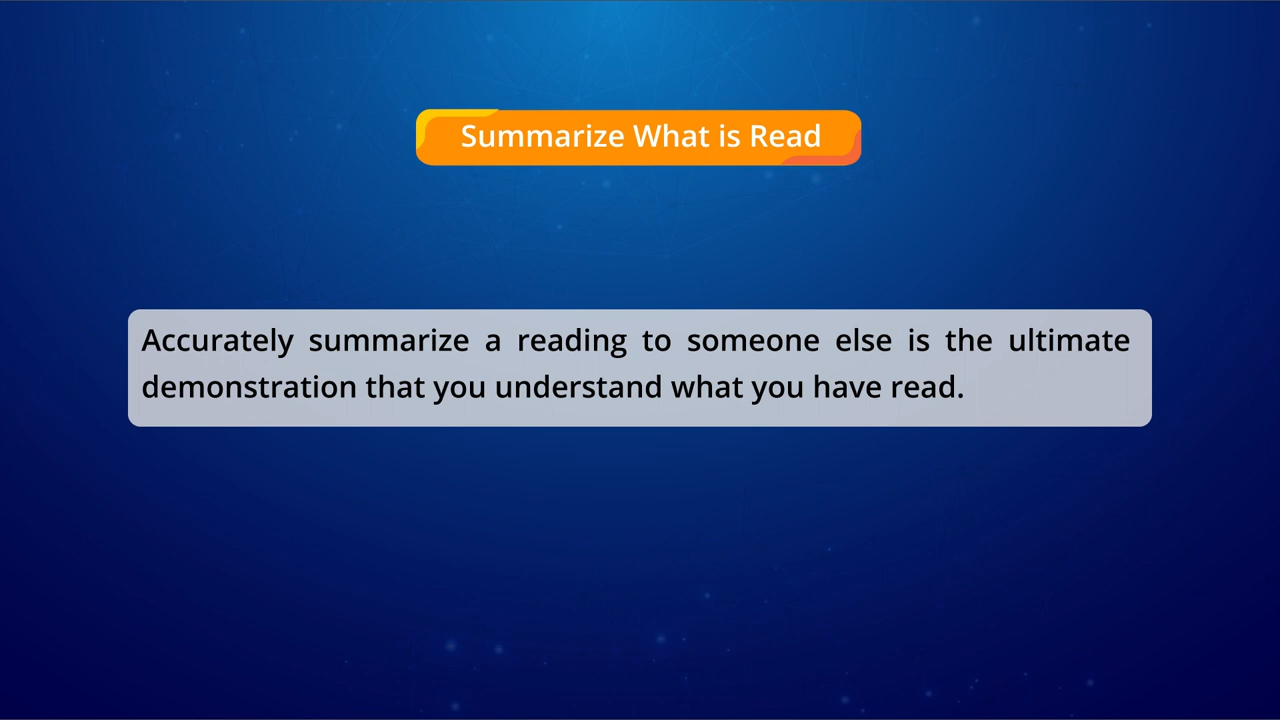 Summarize What is Read
Accurately summarize a reading to someone else is the ultimate
demonstration that you understand what you have read.